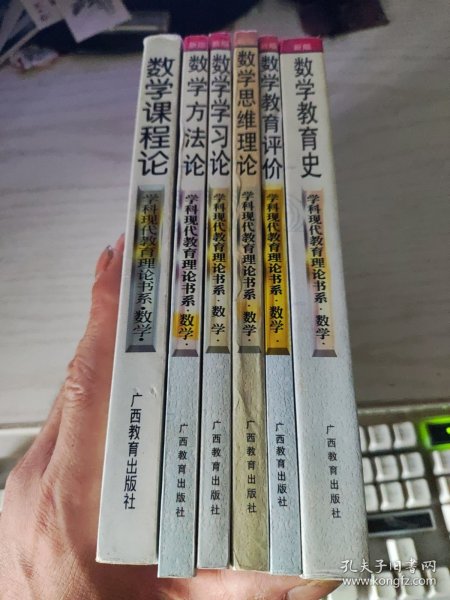 数学课程论
学科现代教育理论书系·数学·
广西教育出版社
新版
数学方法论
学科现代教育理论书系·数学·
广西教育出版社
新版
数学学习论
学科现代教育理论书系·数学·
广西教育出版社
数学思维理论
学科现代教育理论书系·数学·
广西教育出版社
数学教育评价
学科现代教育理论书系·数学·
广西教育出版社
新版
数学教育史
学科现代教育理论书系·数学·
广西教育出版社
孔夫子旧书网
www.kongfz.com